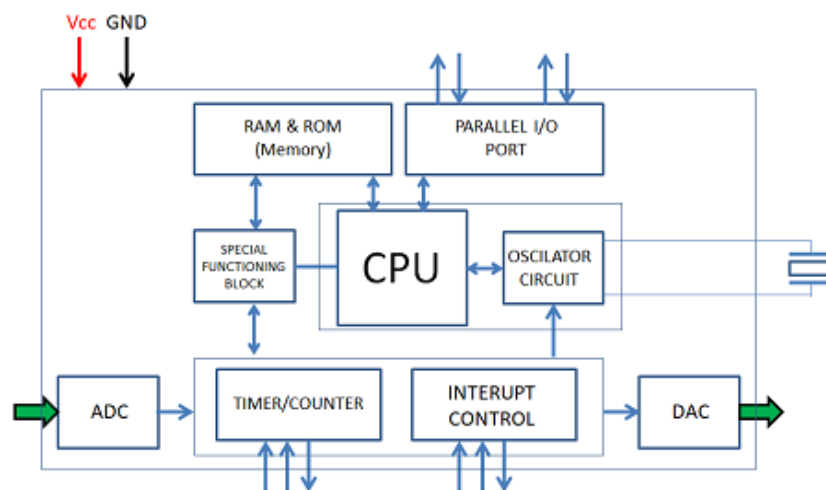 Vcc GND
RAM & ROM
(Memory)
PARALLEL I/O
PORT
SPECIAL
FUNCTIONING
BLOCK
CPU
OSCILATOR
CIRCUIT
ADC
TIMER/COUNTER
INTERUPT
CONTROL
DAC